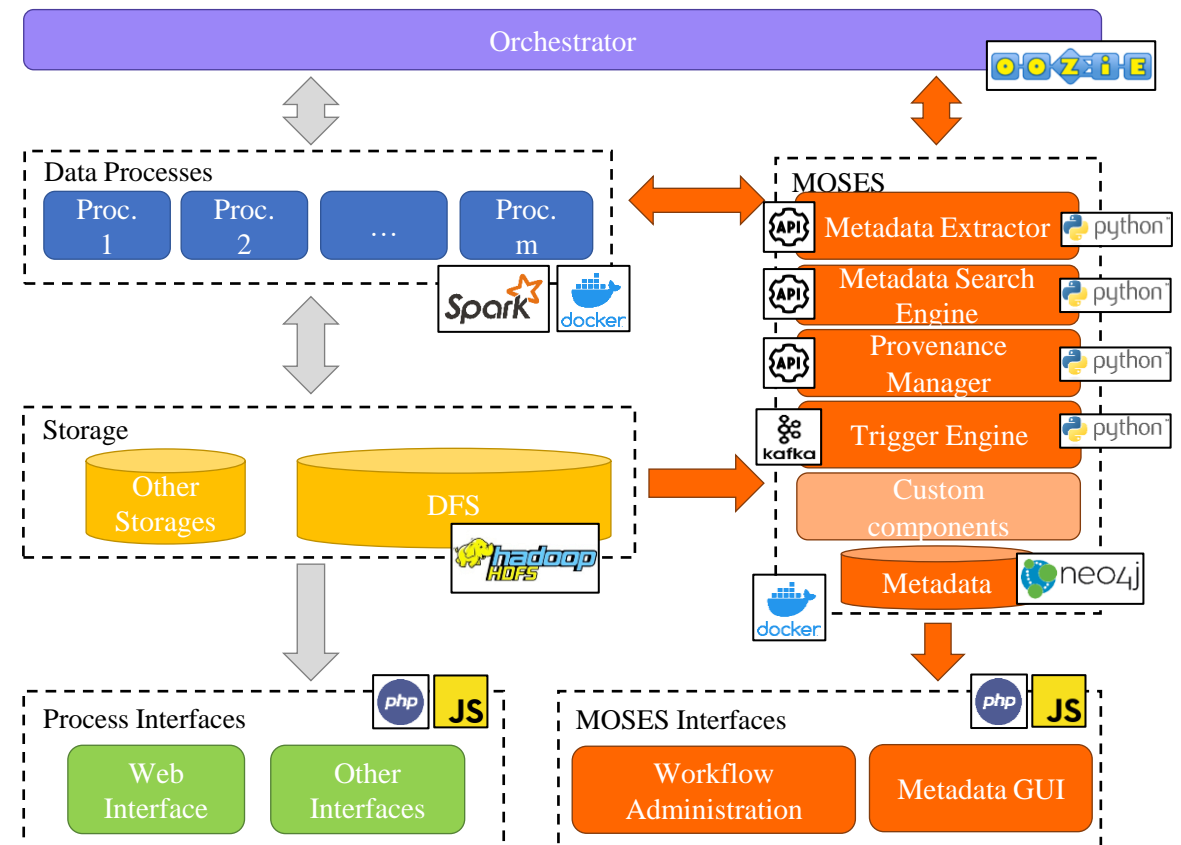 Orchestrator
OOZiE
Data Processes
Proc.
1
Proc.
2
...
Proc.
m
Spark
docker
MOSES
API
Metadata Extractor
python
API
Metadata Search
Engine
python
API
Provenance
Manager
python
kafka
Trigger Engine
python
Custom
components
Metadata
neo4j
docker
Storage
Other
Storages
DFS
hadoop
HDFS
Process Interfaces
php
JS
Web
Interface
Other
Interfaces
MOSES Interfaces
php
JS
Workflow
Administration
Metadata GUI